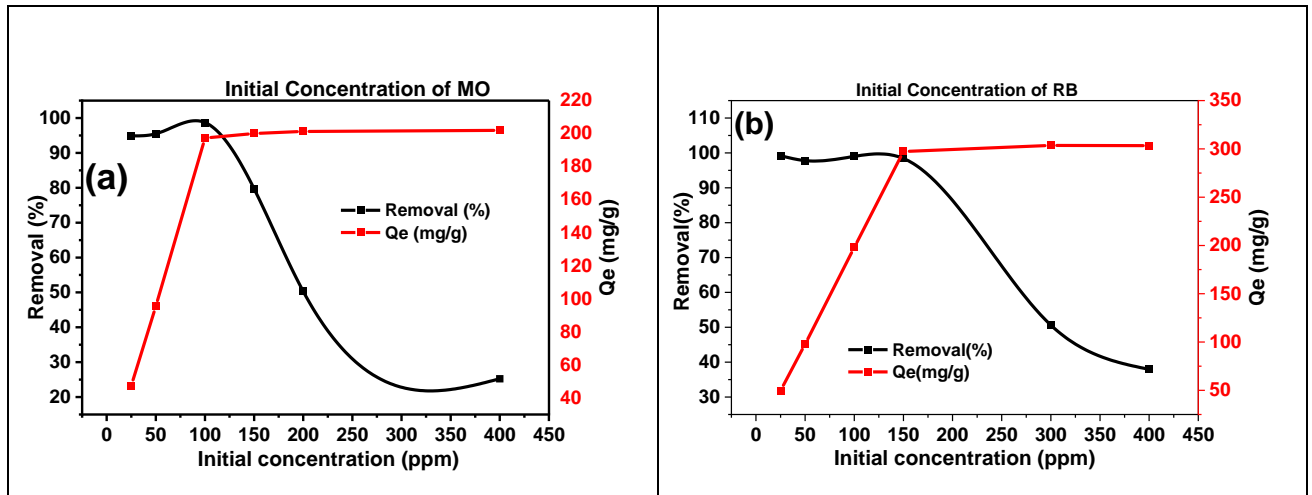 Initial Concentration of MO
(a)
Removal (%)
100
90
80
70
60
50
40
30
20
220
200
180
160
140
120
100
80
60
40
Qe (mg/g)
Removal (%)
Qe (mg/g)
0 50 100 150 200 250 300 350 400 450
Initial concentration (ppm)
Initial Concentration of RB
(b)
Removal(%)
110
100
90
80
70
60
50
40
30
350
300
250
200
150
100
50
Qe (mg/g)
Removal(%)
Qe(mg/g)
0 50 100 150 200 250 300 350 400 450
Initial concentration (ppm)